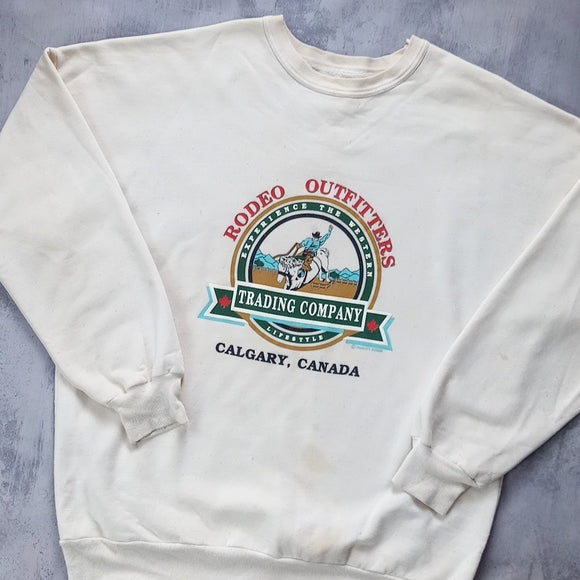 RODEO OUTFITTERS
EXPERIENCE THE WESTERN
TRADING COMPANY
LIFESTYLE
CALGARY, CANADA